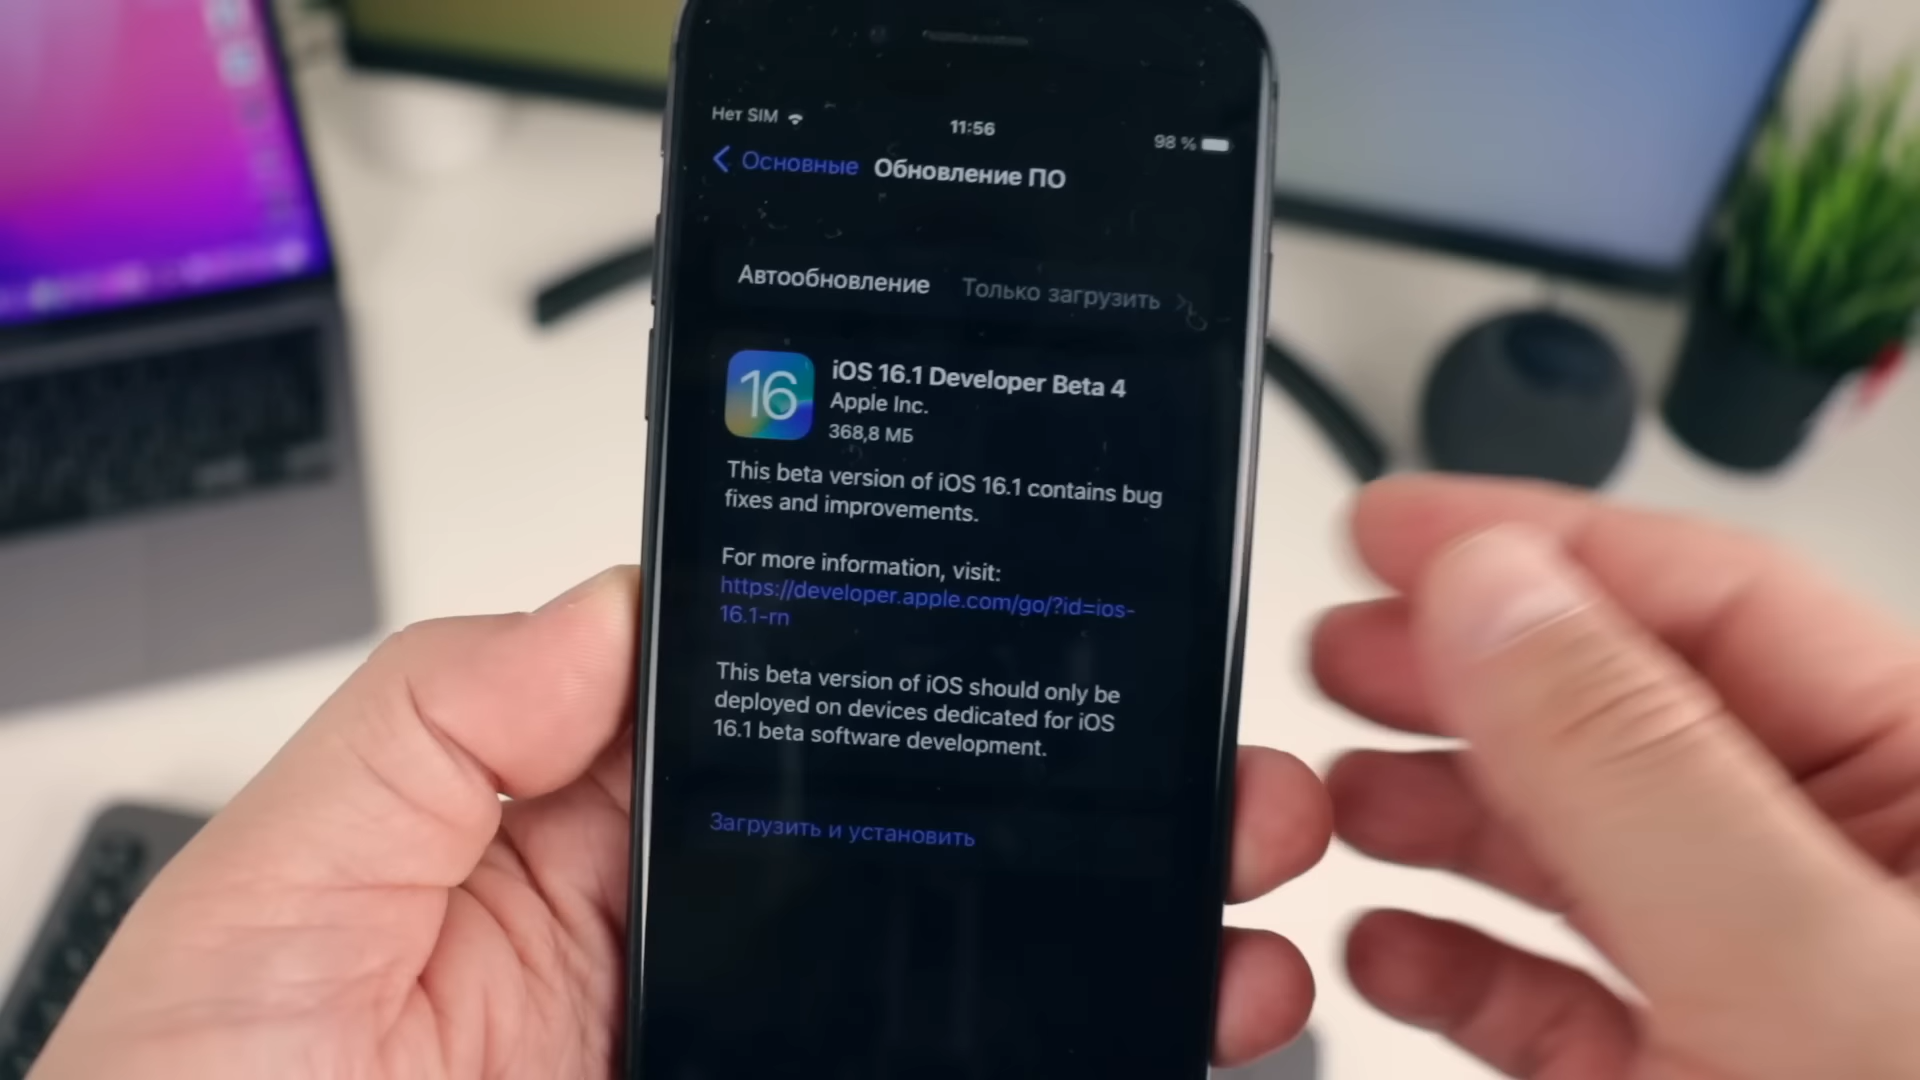 Нет SIM
11:56
98 %
Основные
Обновление ПО
Автообновление
Только загрузить
16
iOS 16.1 Developer Beta 4
Apple Inc.
368,8 МБ
This beta version of iOS 16.1 contains bug
fixes and improvements.
For more information, visit:
https://developer.apple.com/go/?id=ios-
16.1-rn
This beta version of iOS should only be
deployed on devices dedicated for iOS
16.1 beta software development.
Загрузить и установить